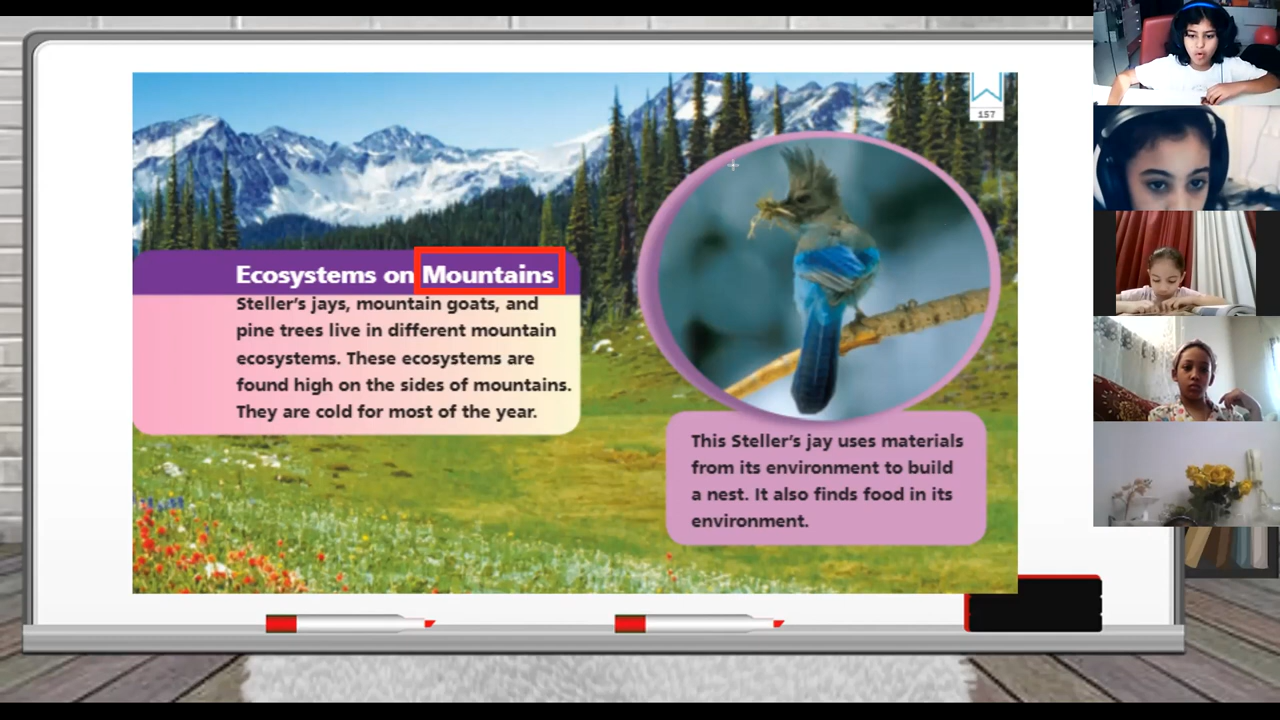 157
Ecosystems on Mountains
Steller's jays, mountain goats, and
pine trees live in different mountain
ecosystems. These ecosystems are
found high on the sides of mountains.
They are cold for most of the year.
This Steller's jay uses materials
from its environment to build
a nest. It also finds food in its
environment.